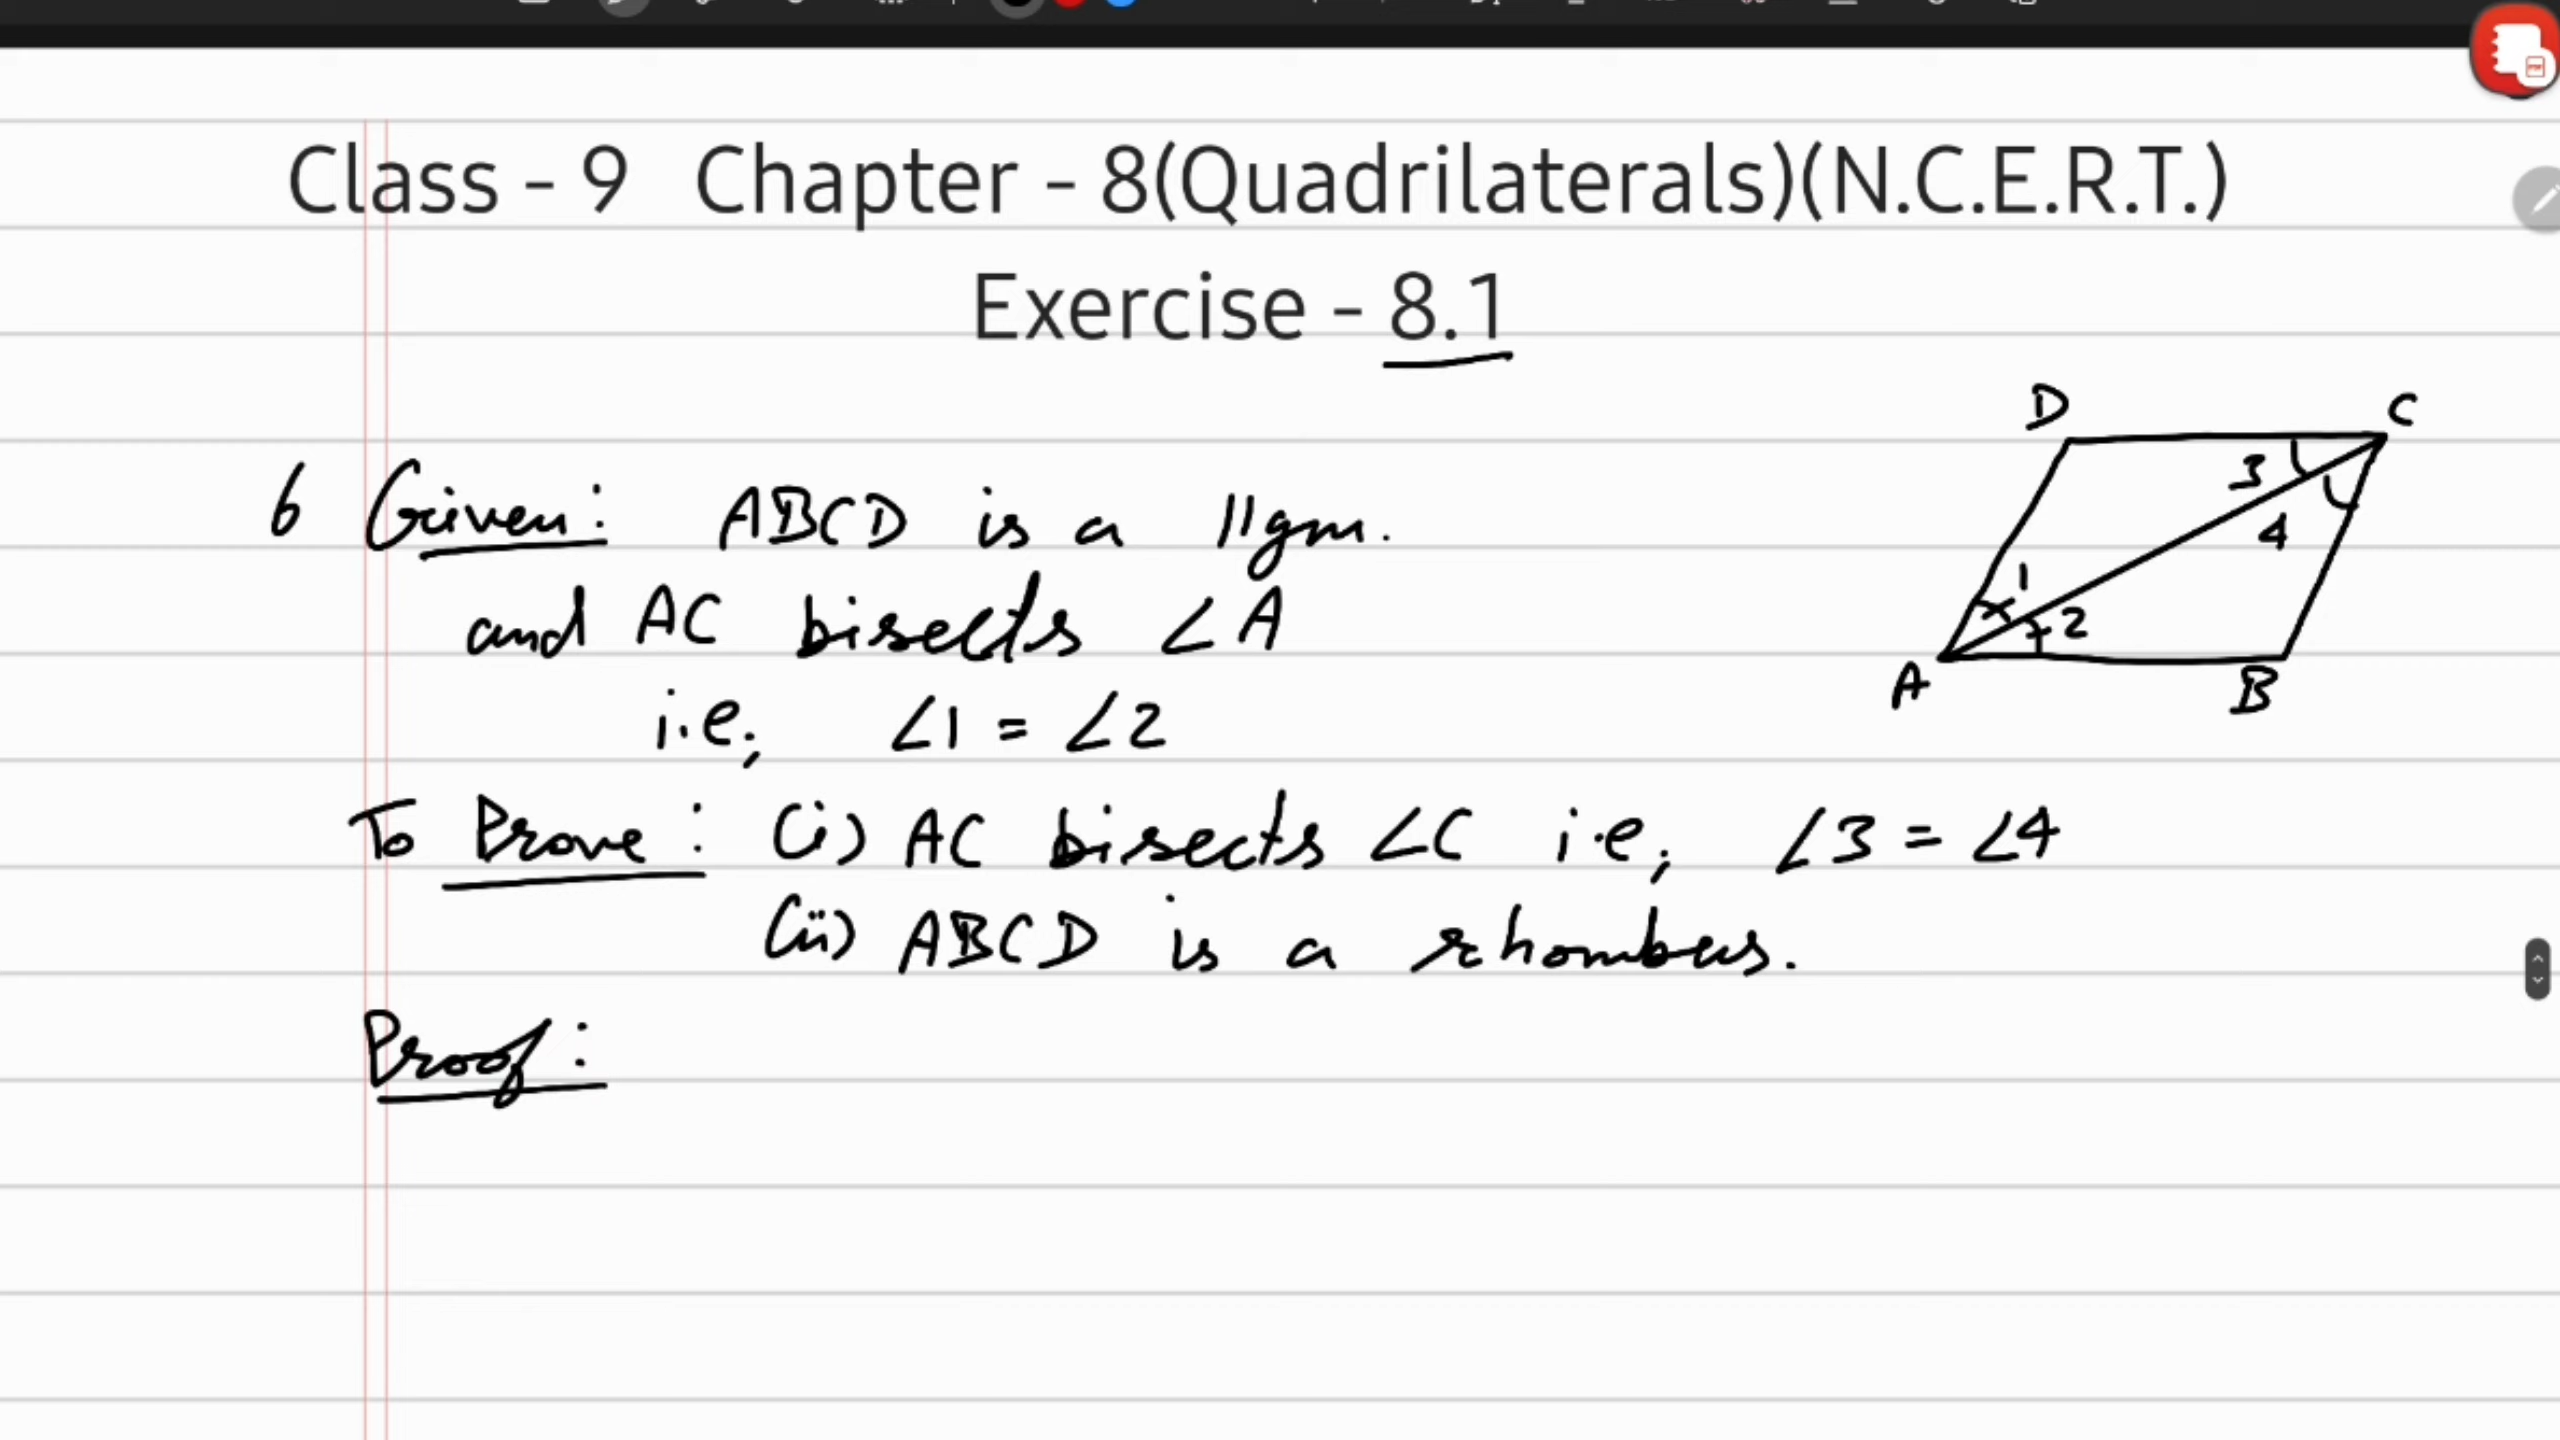 Class - 9 Chapter - 8(Quadrilaterals)(N.C.E.R.T.)
Exercise - 8.1
6 Given: ABCD is a ||gm.
and AC bisects ∠A
i.e; ∠1 = ∠2
To Prove: (i) AC bisects ∠C i.e; ∠3 = ∠4
(ii) ABCD is a rhombus.
Proof:
D C
3
4
1
2
A B